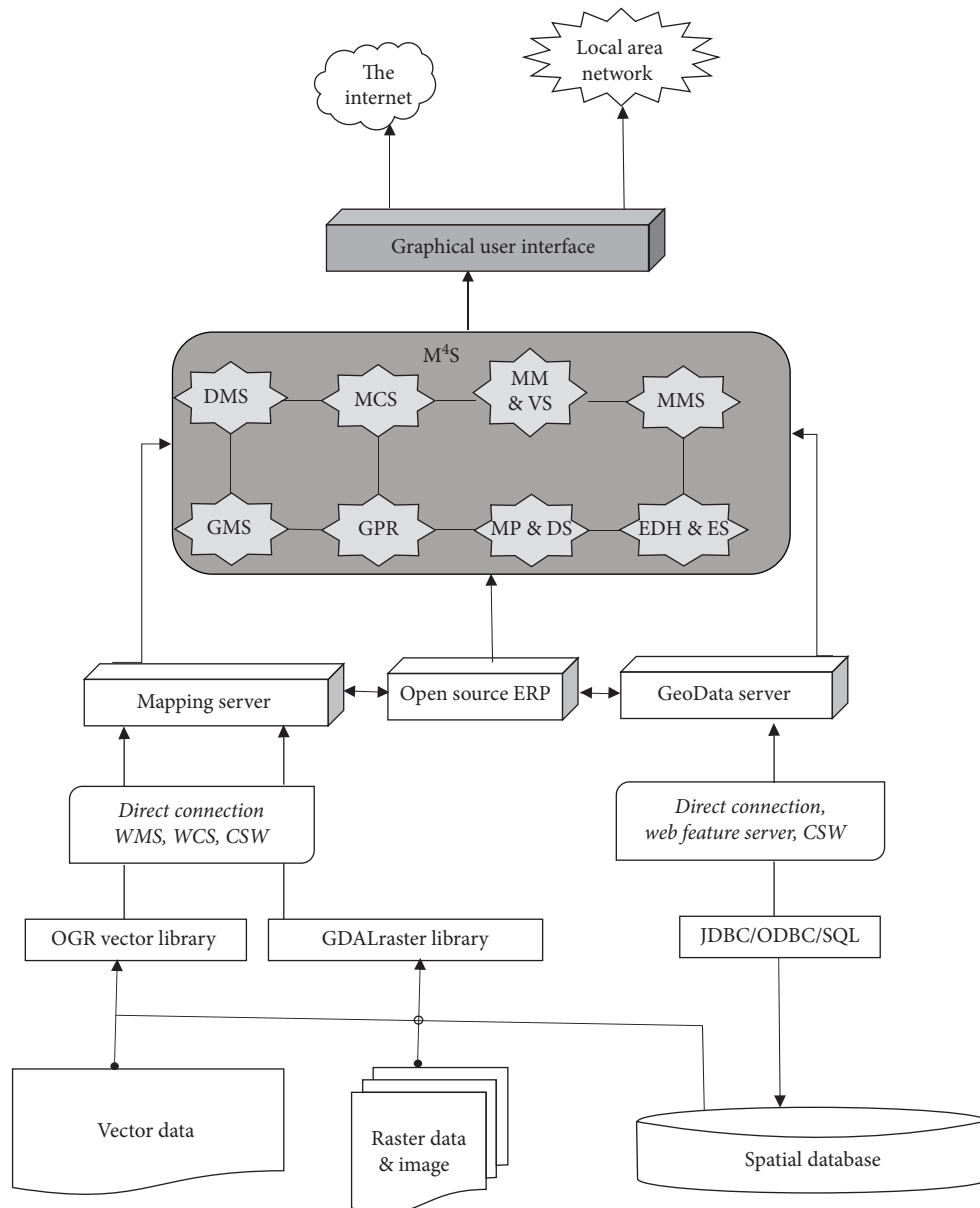 The
internet
Local area
network
Graphical user interface
M⁴S
DMS
MCS
MM
& VS
MMS
GMS
GPR
MP & DS
EDH & ES
Mapping server
Open source ERP
GeoData server
Direct connection
WMS, WCS, CSW
Direct connection,
web feature server, CSW
OGR vector library
GDALraster library
JDBC/ODBC/SQL
Vector data
Raster data
& image
Spatial database